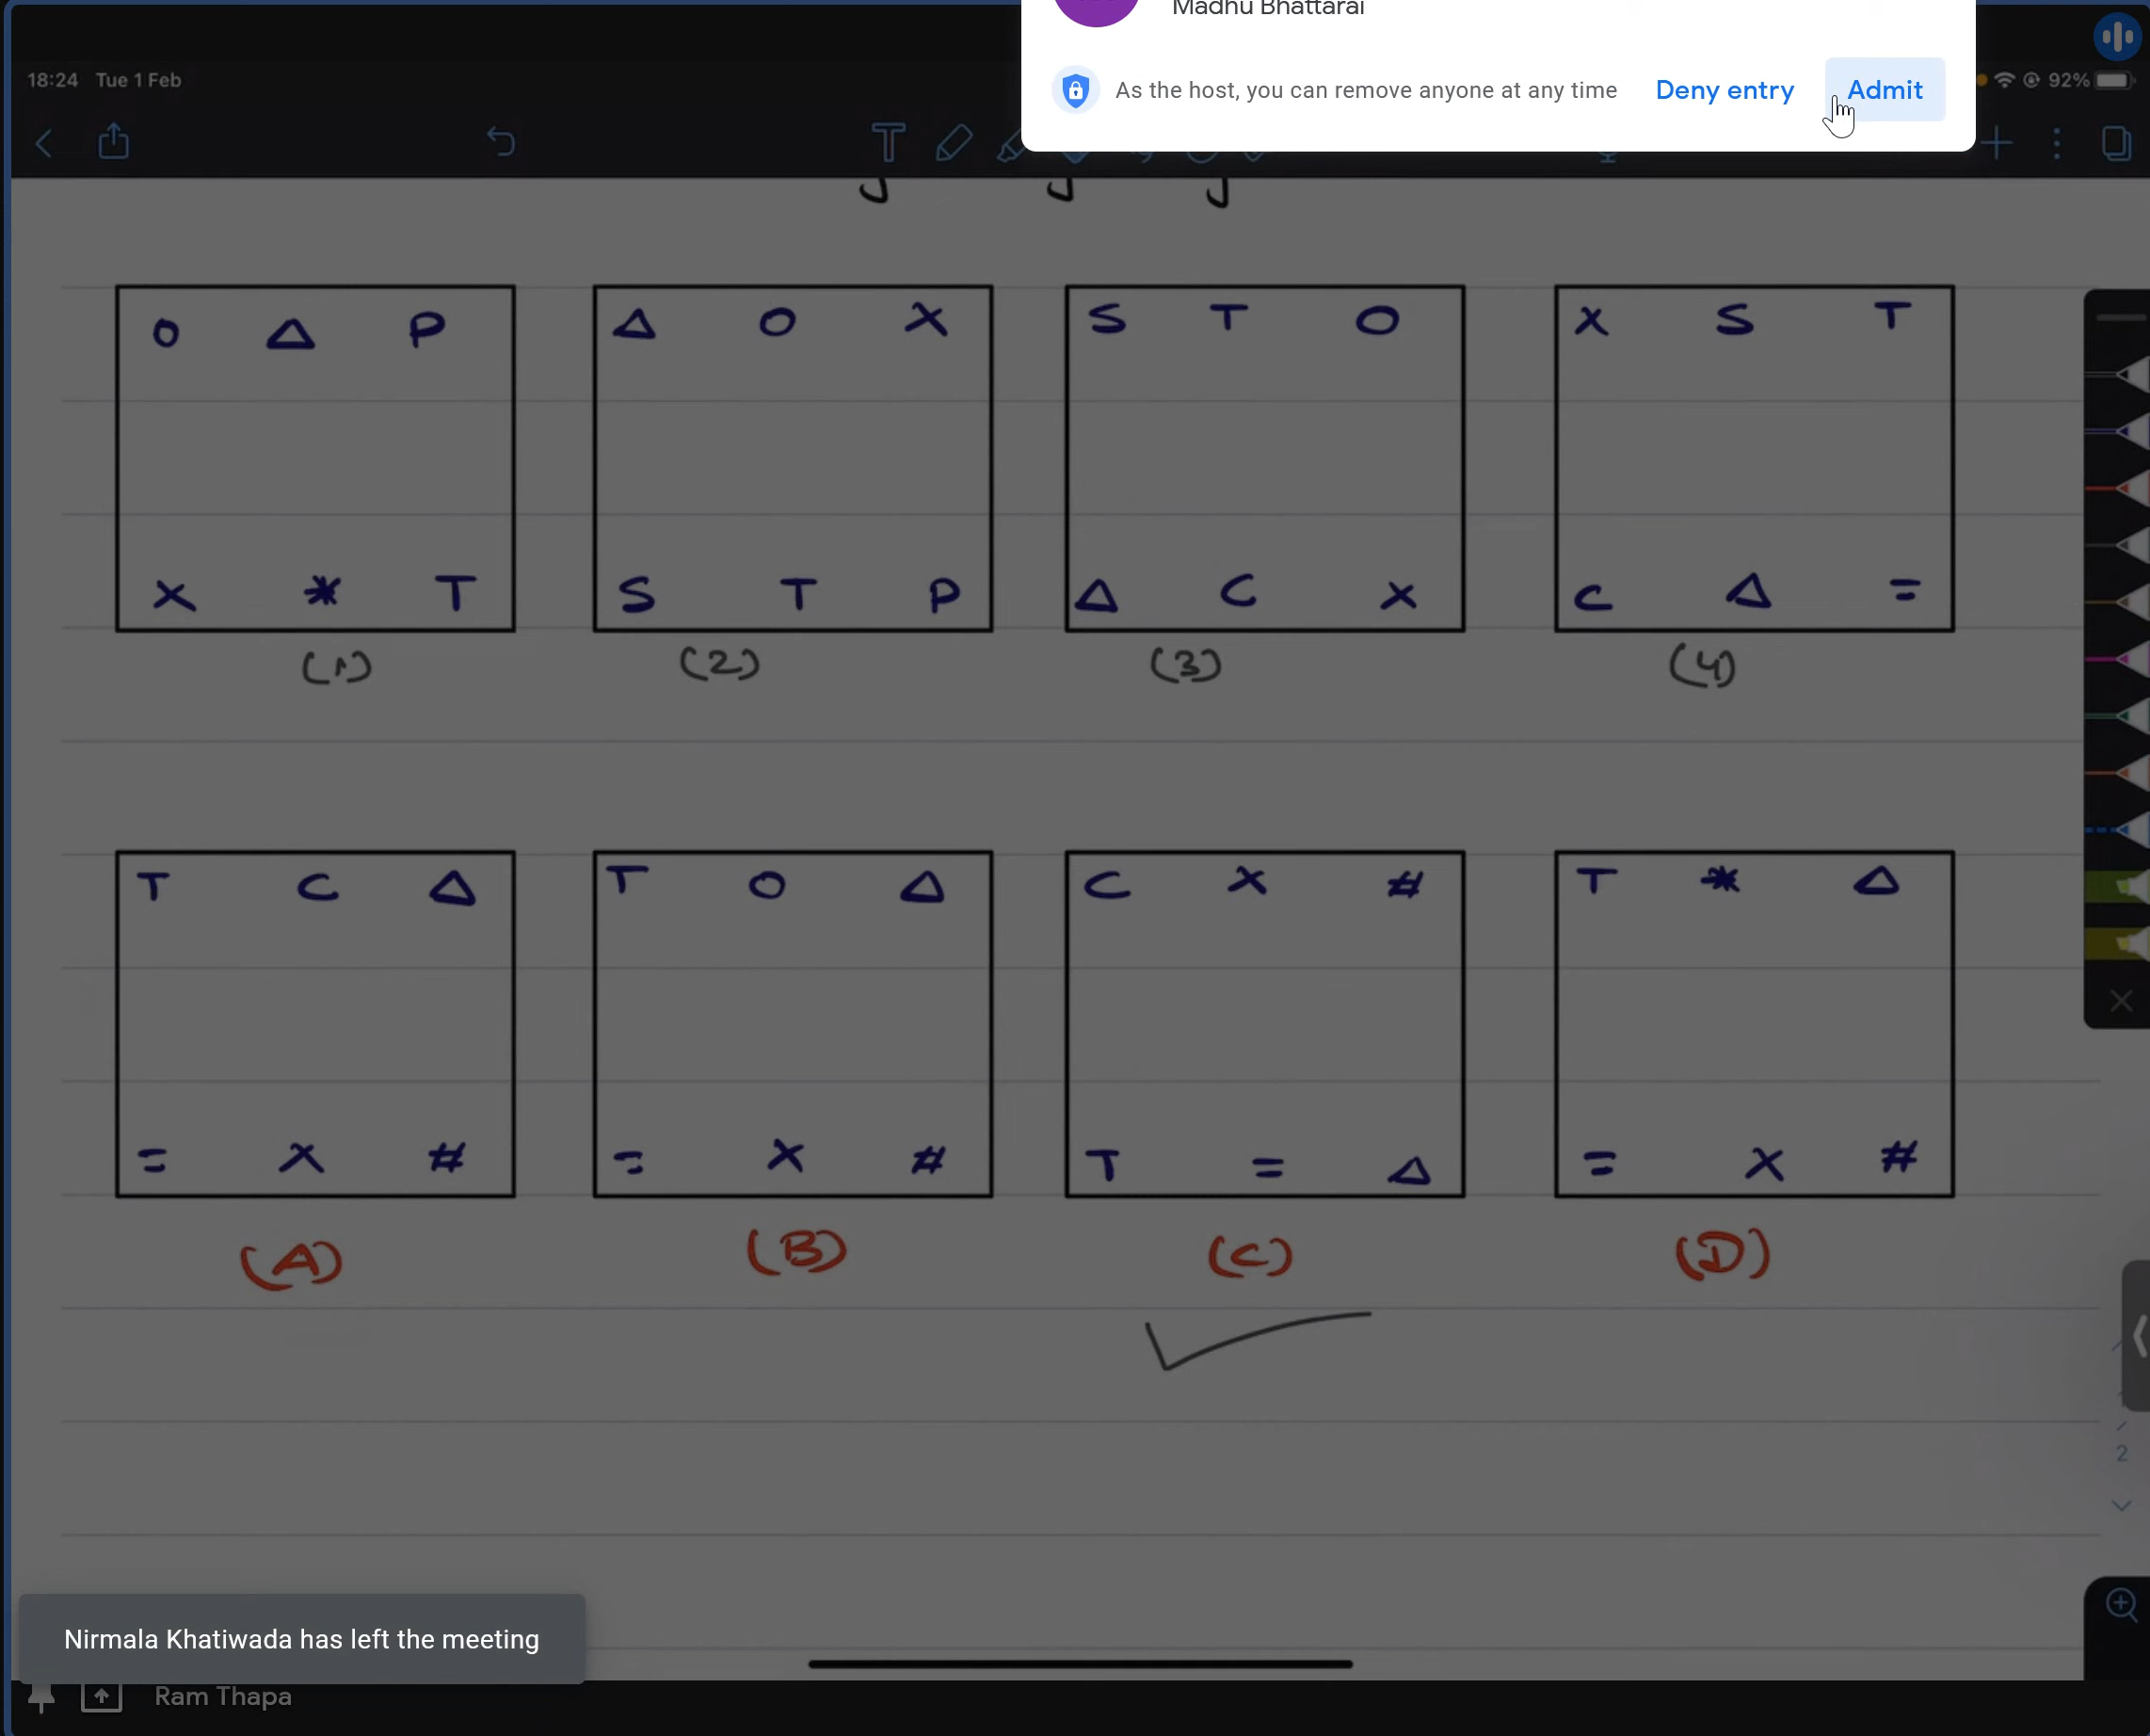 Madhu Bhattarai
18:24 Tue 1 Feb
As the host, you can remove anyone at any time Deny entry Admit
92%
O Δ P Δ O X S T O X S T
X * T S T P Δ C X C Δ =
(1) (2) (3) (4)
T C Δ T O Δ C X # T * Δ
= X # = X # T = Δ = X #
(A) (B) (C) (D)
2
Nirmala Khatiwada has left the meeting
Ram Thapa